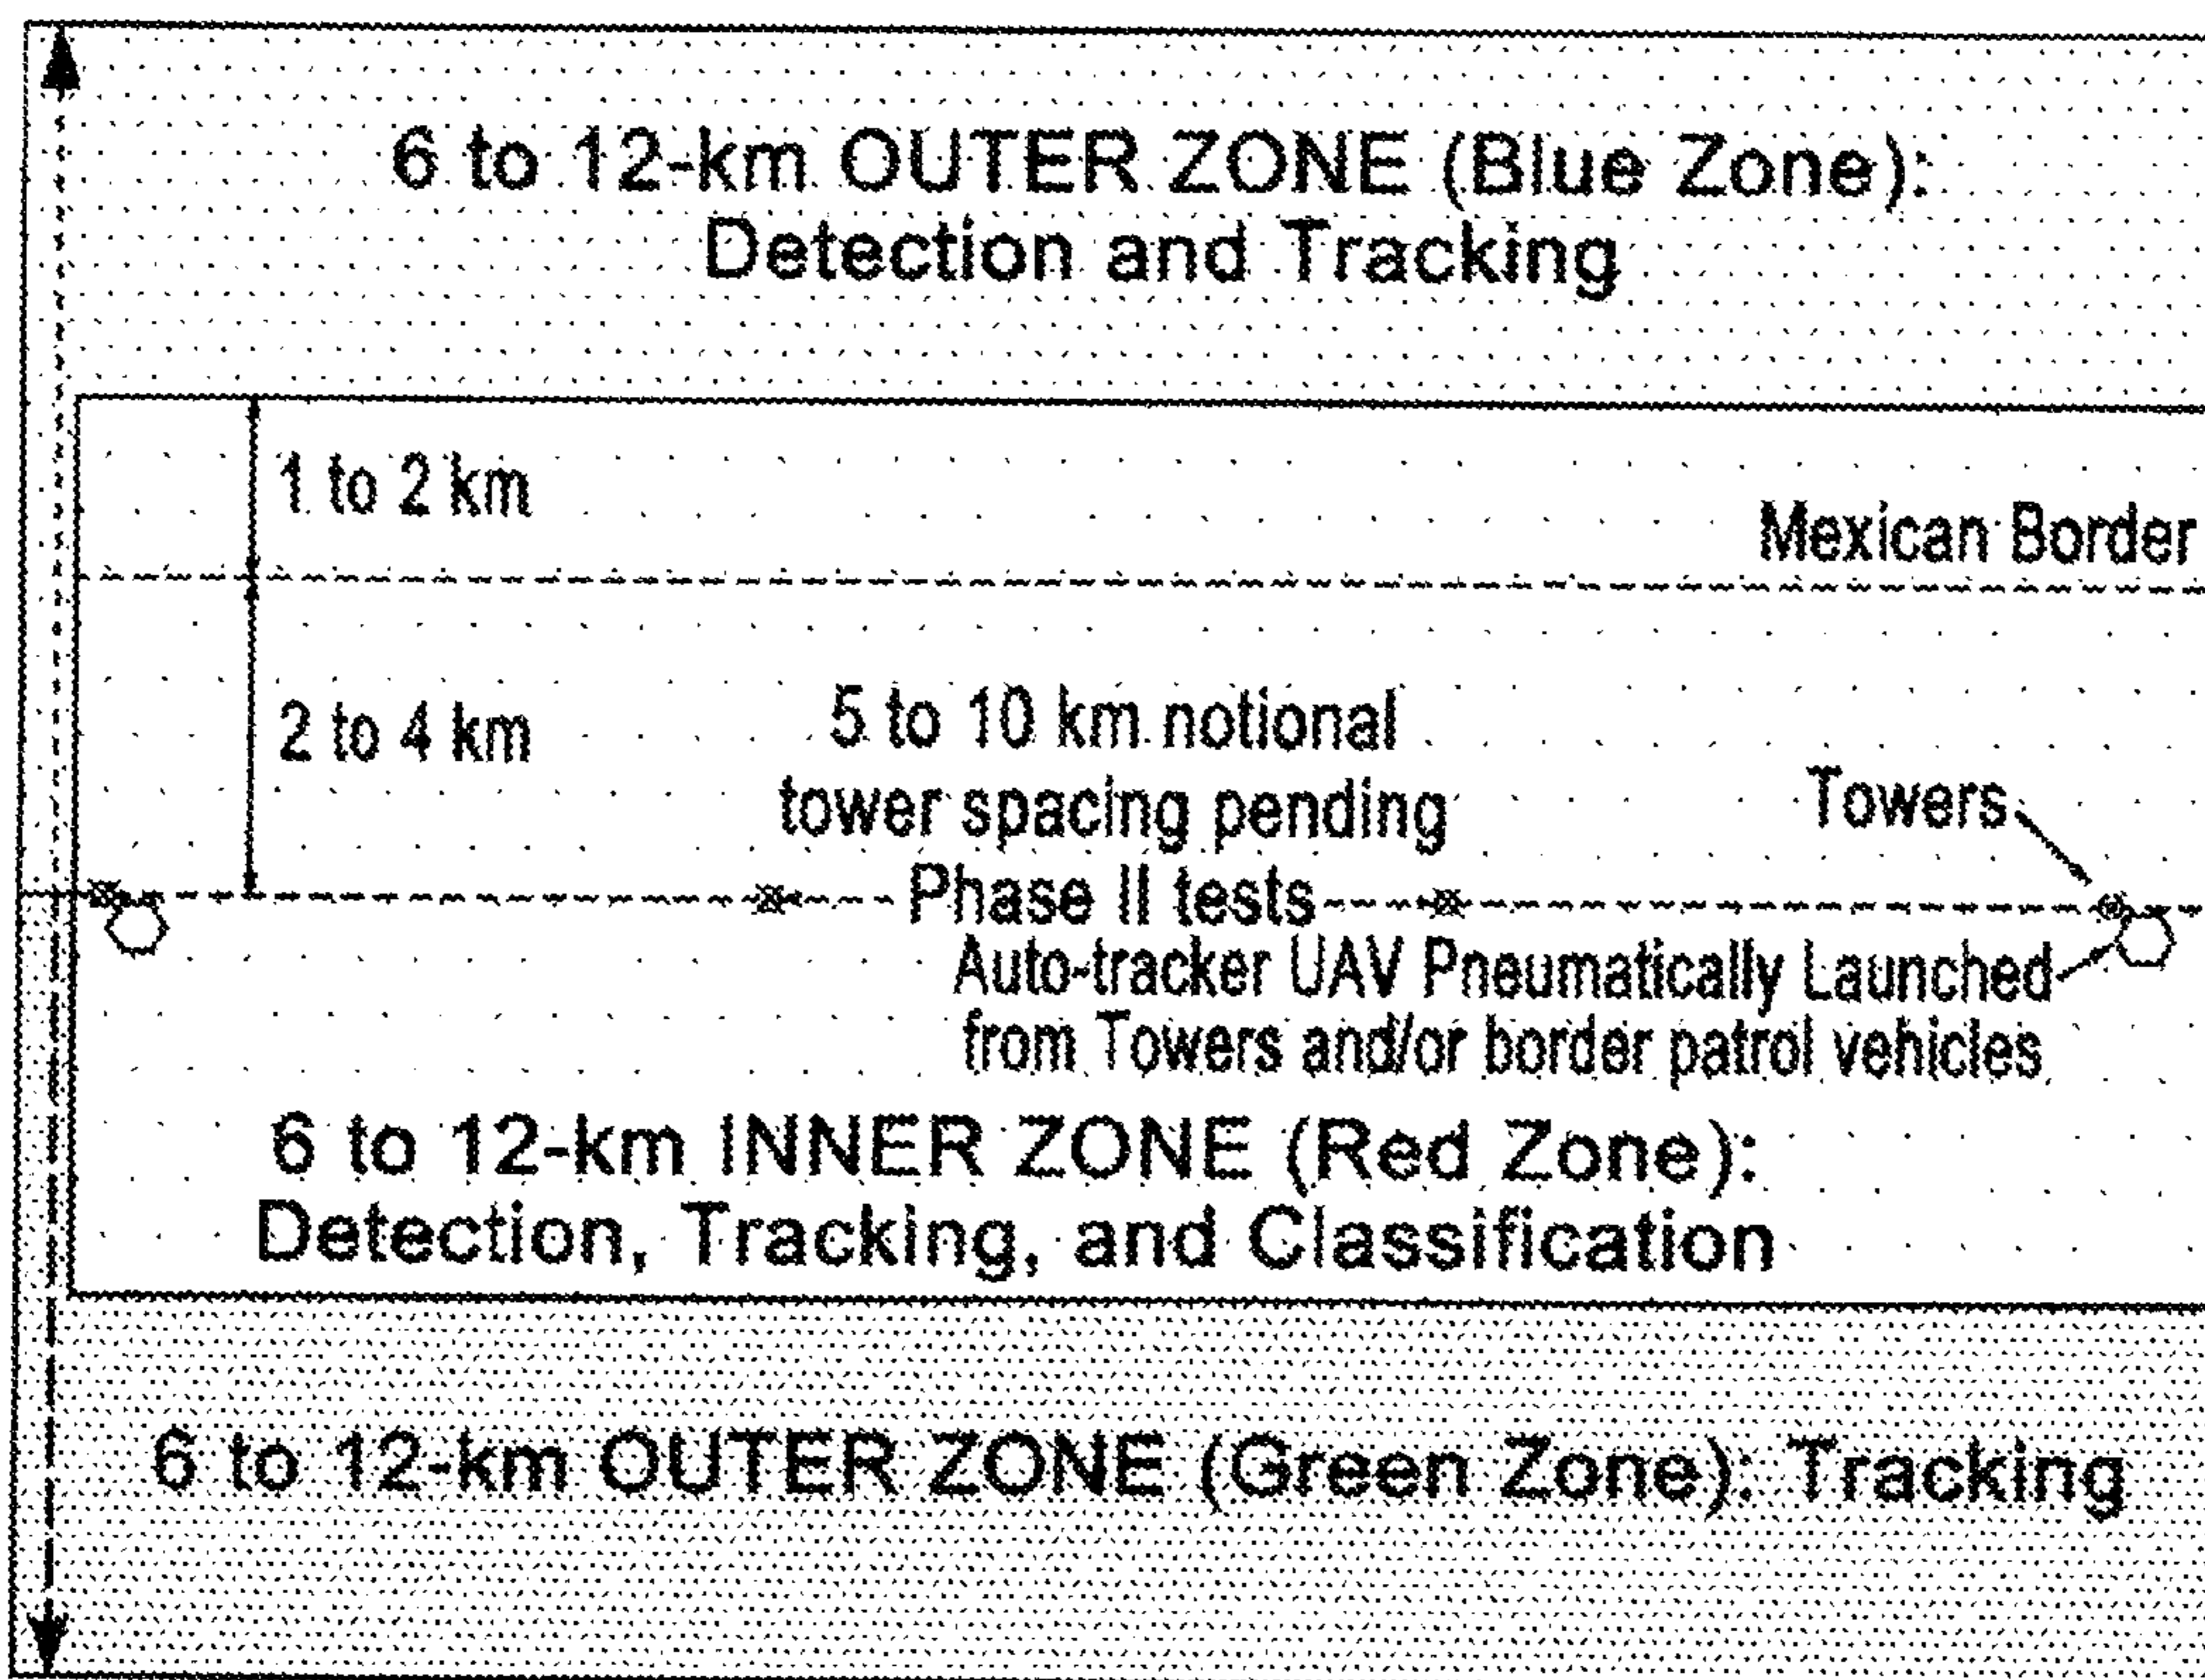 6 to 12-km OUTER ZONE (Blue Zone):
Detection and Tracking
1 to 2 km
Mexican Border
2 to 4 km
5 to 10 km notional
tower spacing pending
Phase II tests
Towers
Auto-tracker UAV Pneumatically Launched
from Towers and/or border patrol vehicles
6 to 12-km INNER ZONE (Red Zone):
Detection, Tracking, and Classification
6 to 12-km OUTER ZONE (Green Zone): Tracking